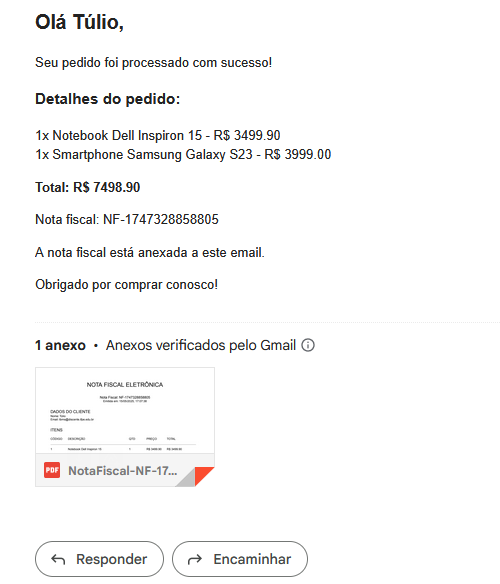 Olá Túlio,
Seu pedido foi processado com sucesso!
Detalhes do pedido:
1x Notebook Dell Inspiron 15 - R$ 3499.90
1x Smartphone Samsung Galaxy S23 - R$ 3999.00
Total: R$ 7498.90
Nota fiscal: NF-1747328858805
A nota fiscal está anexada a este email.
Obrigado por comprar conosco!
1 anexo • Anexos verificados pelo Gmail
NOTA FISCAL ELETRÔNICA
Nota Fiscal: NF-1747328858805
DADOS DO CLIENTE
ITENS
CÓDIGO DESCRIÇÃO QTD PREÇO TOTAL
1 Notebook Dell Inspiron 15 1 R$ 3499.90 R$ 3499.90
PDF NotaFiscal-NF-17...
Responder Encaminhar